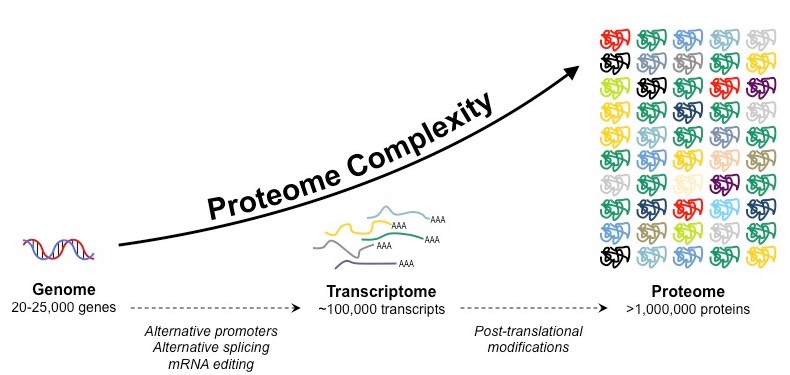 Proteome Complexity
AAA
AAA
AAA
AAA
AAA
Genome
20-25,000 genes
Alternative promoters
Alternative splicing
mRNA editing
Transcriptome
~100,000 transcripts
Post-translational
modifications
Proteome
>1,000,000 proteins